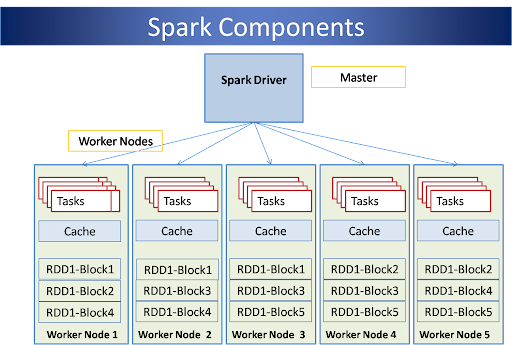 Spark Components
Spark Driver
Master
Worker Nodes
Tasks
Cache
RDD1-Block1
RDD1-Block2
RDD1-Block4
Worker Node 1
Tasks
Cache
RDD1-Block1
RDD1-Block3
RDD1-Block4
Worker Node 2
Tasks
Cache
RDD1-Block1
RDD1-Block3
RDD1-Block5
Worker Node 3
Tasks
Cache
RDD1-Block2
RDD1-Block3
RDD1-Block5
Worker Node 4
Tasks
Cache
RDD1-Block2
RDD1-Block4
RDD1-Block5
Worker Node 5